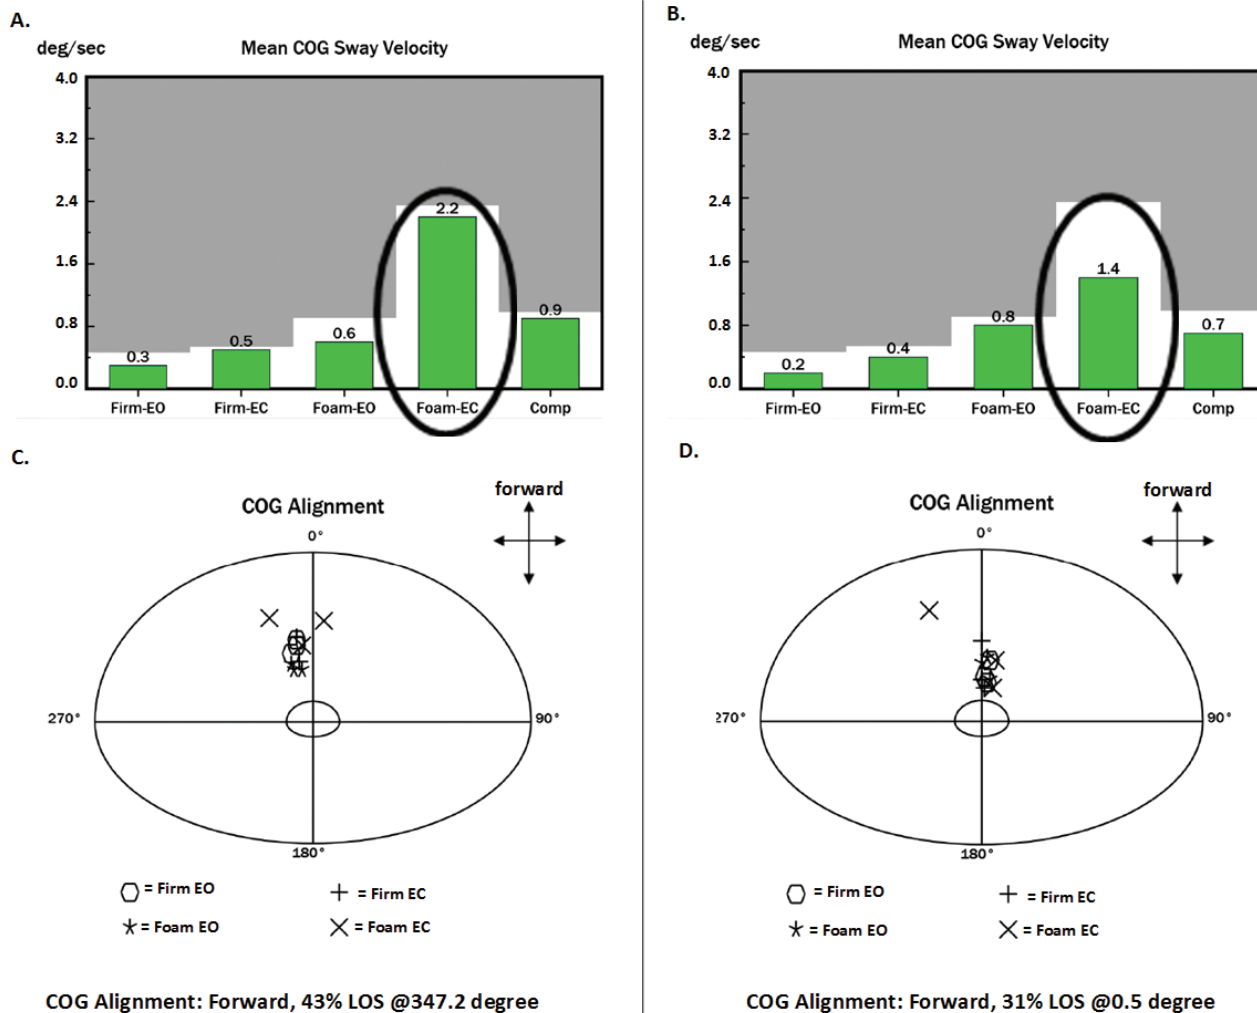 A.
deg/sec
Mean COG Sway Velocity
4.0
3.2
2.4
1.6
0.8
0.0
0.3
0.5
0.6
2.2
0.9
Firm-EO
Firm-EC
Foam-EO
Foam-EC
Comp
B.
deg/sec
Mean COG Sway Velocity
4.0
3.2
2.4
1.6
0.8
0.0
0.2
0.4
0.8
1.4
0.7
Firm-EO
Firm-EC
Foam-EO
Foam-EC
Comp
C.
COG Alignment
forward
0°
270°
90°
180°
= Firm EO
= Firm EC
= Foam EO
= Foam EC
COG Alignment: Forward, 43% LOS @347.2 degree
D.
COG Alignment
forward
0°
270°
90°
180°
= Firm EO
= Firm EC
= Foam EO
= Foam EC
COG Alignment: Forward, 31% LOS @0.5 degree